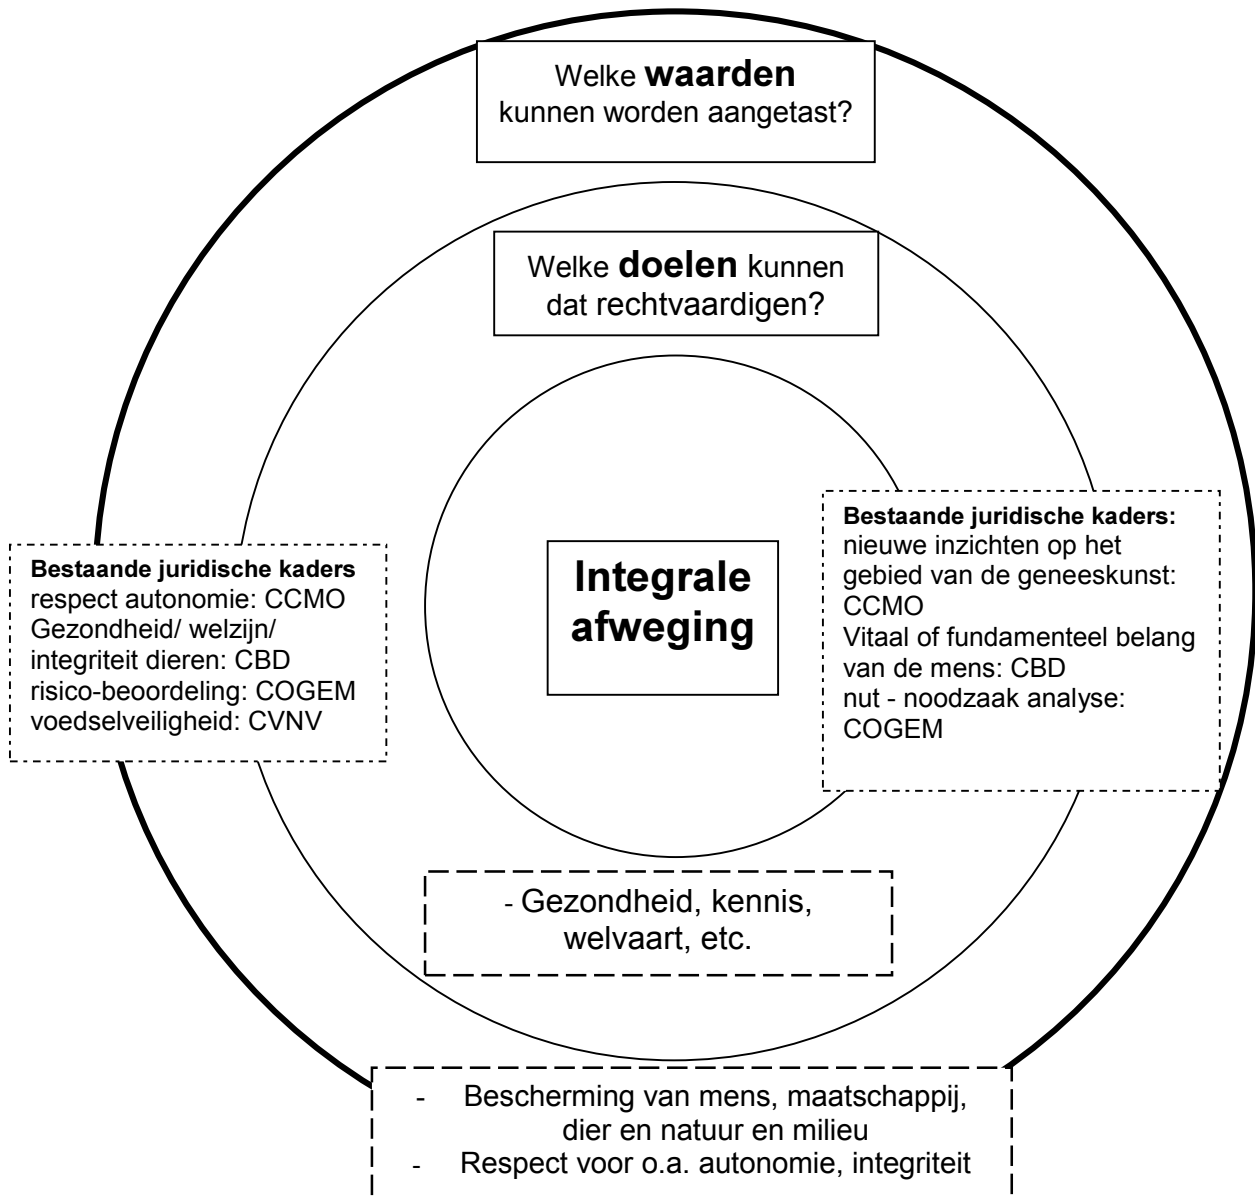 Welke waarden
kunnen worden aangetast?
Welke doelen kunnen
dat rechtvaardigen?
Bestaande juridische kaders
respect autonomie: CCMO
Gezondheid/ welzijn/
integriteit dieren: CBD
risico-beoordeling: COGEM
voedselveiligheid: CVNV
Integrale
afweging
Bestaande juridische kaders:
nieuwe inzichten op het
gebied van de geneeskunst:
CCMO
Vitaal of fundamenteel belang
van de mens: CBD
nut - noodzaak analyse:
COGEM
- Gezondheid, kennis,
welvaart, etc.
- Bescherming van mens, maatschappij,
dier en natuur en milieu
- Respect voor o.a. autonomie, integriteit